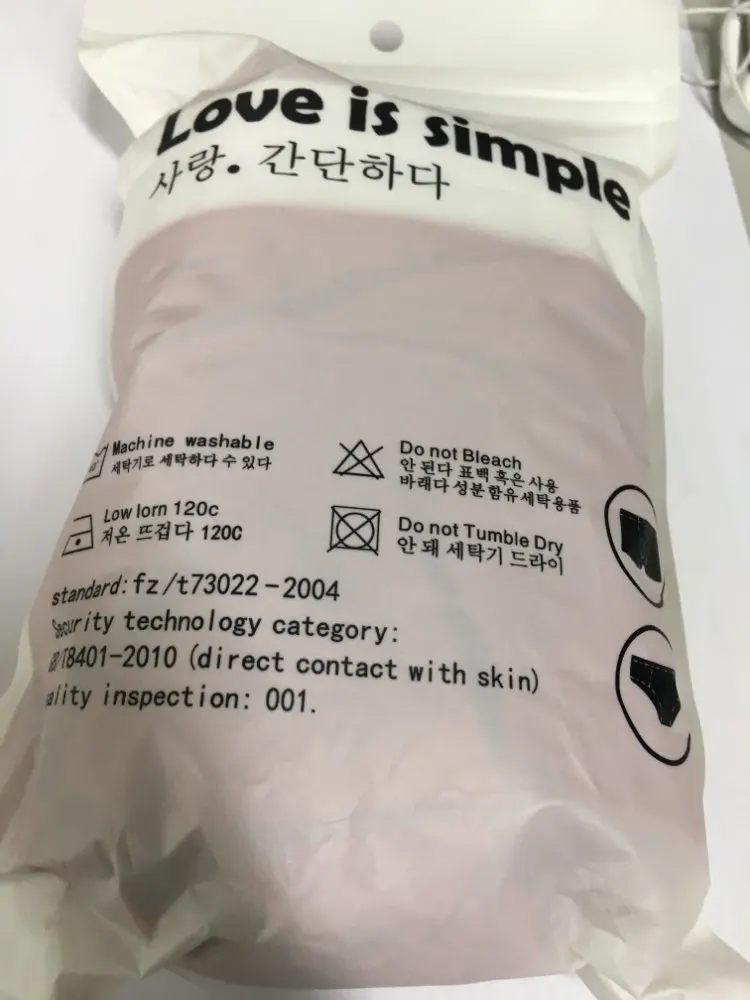 Love is simple
사랑. 간단하다
Machine washable
세탁기로 세탁하다 수 있다
Do not Bleach
안 된다 표백 혹은 사용
바래다 성분 함유 세탁용품
Low lorn 120c
저온 뜨겁다 120C
Do not Tumble Dry
안 돼 세탁기 드라이
standard: fz/t73022-2004
Security technology category:
GB/T8401-2010 (direct contact with skin)
ality inspection: 001.